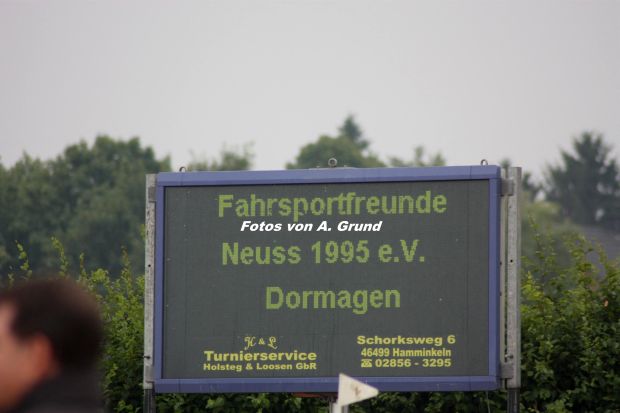 Fahrsportfreunde
Fotos von A. Grund
Neuss 1995 e.V.
Dormagen
H & L
Turnierservice
Holsteg & Loosen GbR
Schorksweg 6
46499 Hamminkeln
☎ 02856 - 3295